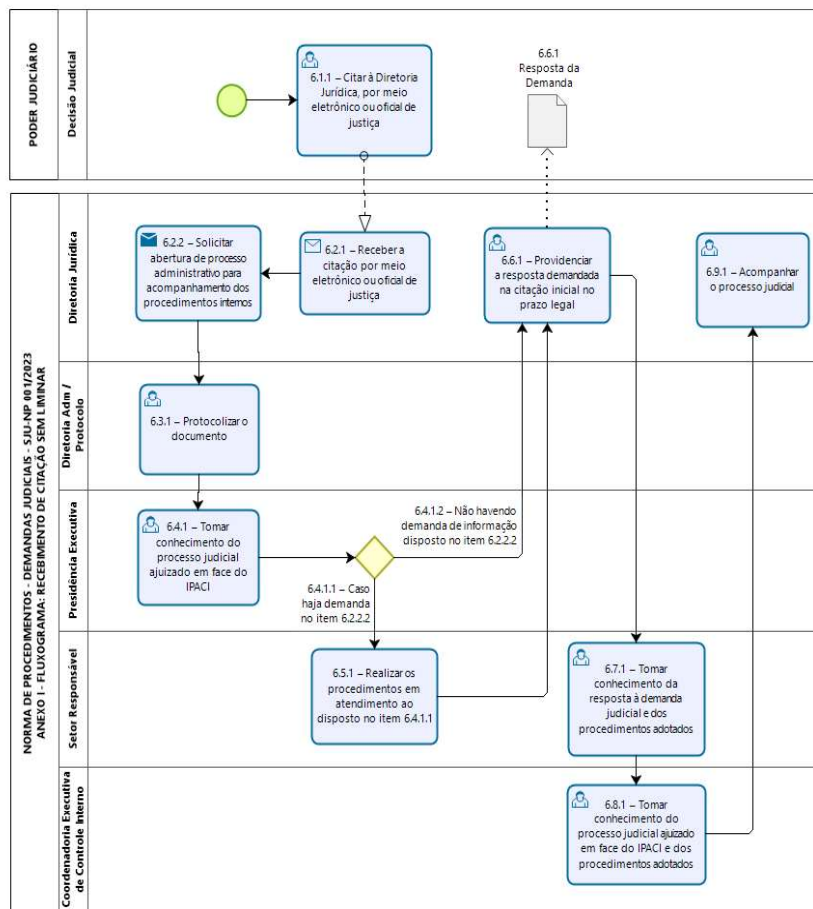 PODER JUDICIÁRIO
Decisão Judicial
6.1.1 – Citar à Diretoria
Jurídica, por meio
eletrônico ou oficial de
justiça
6.6.1
Resposta da
Demanda
NORMA DE PROCEDIMENTOS - DEMANDAS JUDICIAIS - SJU-NP 001/2023
ANEXO I - FLUXOGRAMA: RECEBIMENTO DE CITAÇÃO SEM LIMINAR
Diretoria Jurídica
6.2.2 – Solicitar
abertura de processo
administrativo para
acompanhamento dos
procedimentos internos
6.2.1 – Receber a
citação por meio
eletrônico ou oficial de
justiça
6.6.1 – Providenciar
a resposta demandada
na citação inicial no
prazo legal
6.9.1 – Acompanhar
o processo judicial
Diretoria Adm /
Protocolo
6.3.1 – Protocolizar o
documento
Presidência Executiva
6.4.1 – Tomar
conhecimento do
processo judicial
ajuizado em face do
IPACI
6.4.1.2 – Não havendo
demanda de informação
disposto no item 6.2.2.2
6.4.1.1 – Caso
haja demanda
no item 6.2.2.2
Setor Responsável
6.5.1 – Realizar os
procedimentos em
atendimento ao
disposto no item 6.4.1.1
6.7.1 – Tomar
conhecimento da
resposta à demanda
judicial e dos
procedimentos adotados
Coordenadoria Executiva
de Controle Interno
6.8.1 – Tomar
conhecimento do
processo judicial ajuizado
em face do IPACI e dos
procedimentos adotados